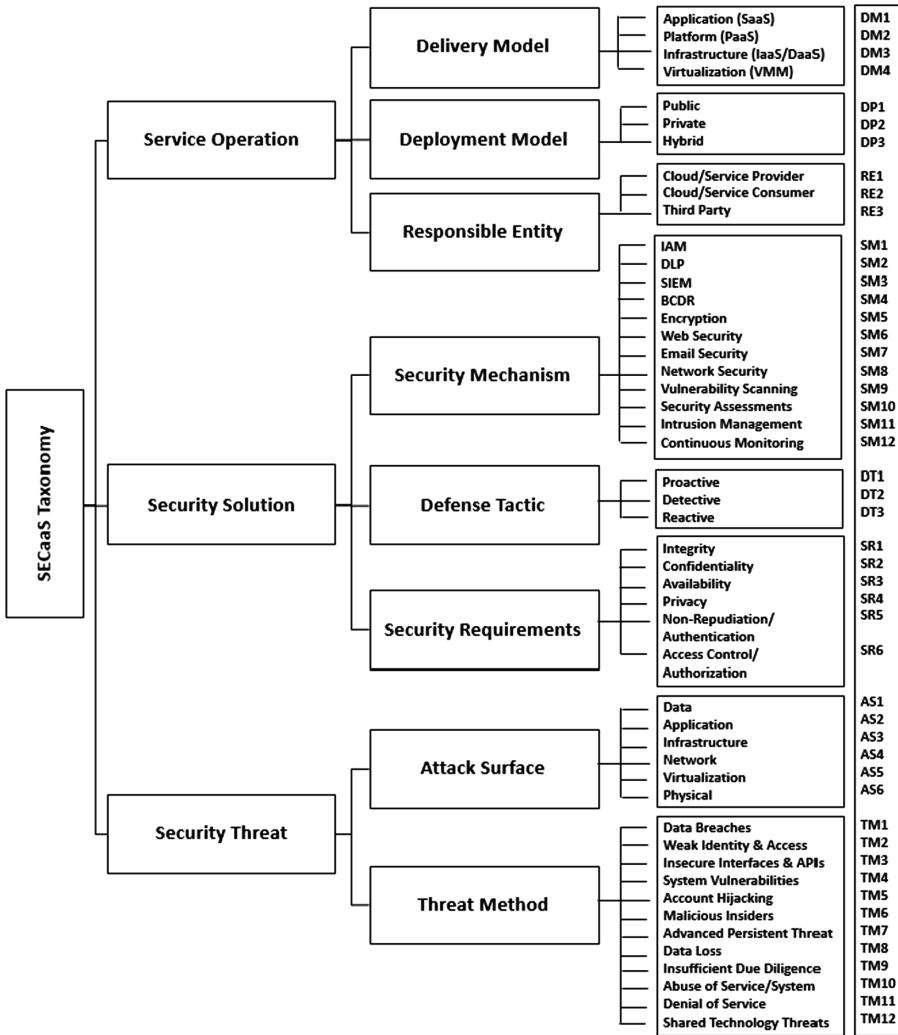 SECaaS Taxonomy
Service Operation
Delivery Model
Application (SaaS) DM1
Platform (PaaS) DM2
Infrastructure (IaaS/DaaS) DM3
Virtualization (VMM) DM4
Deployment Model
Public DP1
Private DP2
Hybrid DP3
Responsible Entity
Cloud/Service Provider RE1
Cloud/Service Consumer RE2
Third Party RE3
Security Solution
Security Mechanism
IAM SM1
DLP SM2
SIEM SM3
BCDR SM4
Encryption SM5
Web Security SM6
Email Security SM7
Network Security SM8
Vulnerability Scanning SM9
Security Assessments SM10
Intrusion Management SM11
Continuous Monitoring SM12
Defense Tactic
Proactive DT1
Detective DT2
Reactive DT3
Security Requirements
Integrity SR1
Confidentiality SR2
Availability SR3
Privacy SR4
Non-Repudiation/ SR5
Authentication
Access Control/ SR6
Authorization
Security Threat
Attack Surface
Data AS1
Application AS2
Infrastructure AS3
Network AS4
Virtualization AS5
Physical AS6
Threat Method
Data Breaches TM1
Weak Identity & Access TM2
Insecure Interfaces & APIs TM3
System Vulnerabilities TM4
Account Hijacking TM5
Malicious Insiders TM6
Advanced Persistent Threat TM7
Data Loss TM8
Insufficient Due Diligence TM9
Abuse of Service/System TM10
Denial of Service TM11
Shared Technology Threats TM12